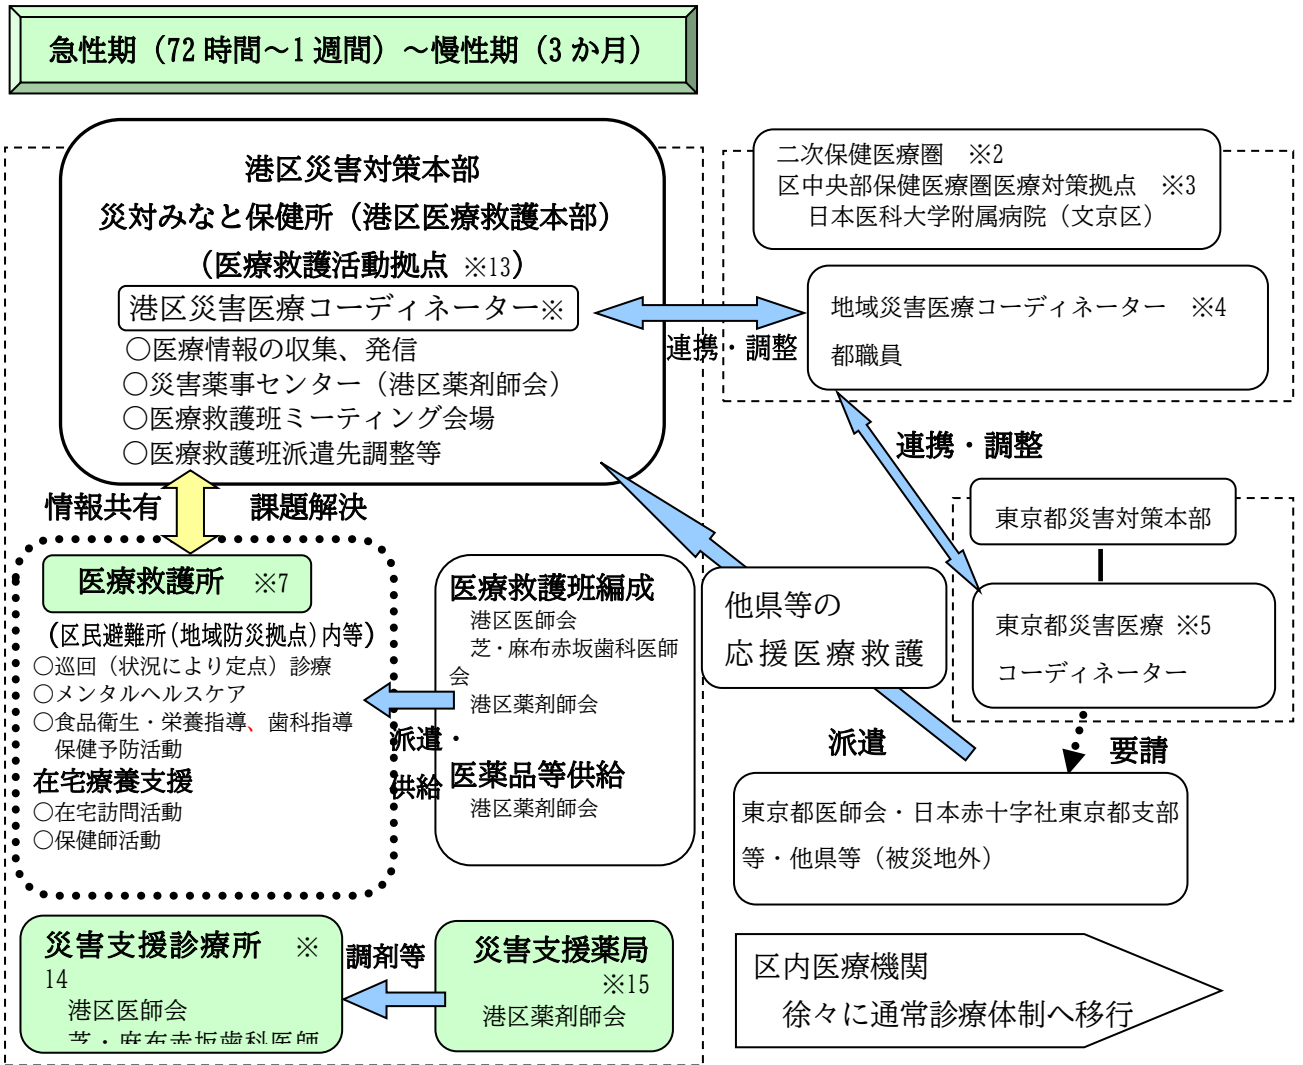 急性期（72時間～1週間）～慢性期（3か月）
港区災害対策本部
災対みなと保健所（港区医療救護本部）
（医療救護活動拠点 ※13）
港区災害医療コーディネーター※
○医療情報の収集、発信
○災害薬事センター（港区薬剤師会）
○医療救護班ミーティング会場
○医療救護班派遣先調整等
二次保健医療圏 ※2
区中央部保健医療圏医療対策拠点 ※3
日本医科大学附属病院（文京区）
連携・調整
地域災害医療コーディネーター ※4
都職員
連携・調整
東京都災害対策本部
東京都災害医療 ※5
コーディネーター
情報共有 課題解決
医療救護所 ※7
（区民避難所(地域防災拠点)内等）
○巡回（状況により定点）診療
○メンタルヘルスケア
○食品衛生・栄養指導、歯科指導
保健予防活動
在宅療養支援
○在宅訪問活動
○保健師活動
派遣・
供給
医療救護班編成
港区医師会
芝・麻布赤坂歯科医師
会
港区薬剤師会
医薬品等供給
港区薬剤師会
他県等の
応援医療救護
派遣
要請
東京都医師会・日本赤十字社東京都支部
等・他県等（被災地外）
災害支援診療所 ※
14
港区医師会
芝・麻布赤坂歯科医師
調剤等
災害支援薬局
※15
港区薬剤師会
区内医療機関
徐々に通常診療体制へ移行